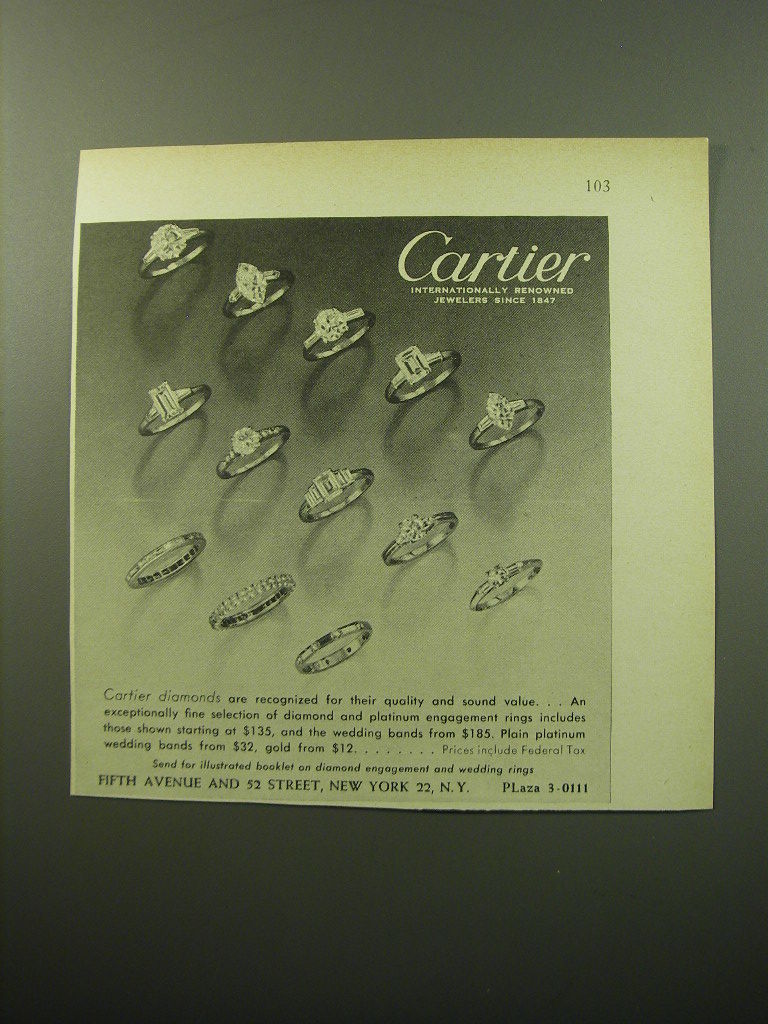 103
Cartier
INTERNATIONALLY RENOWNED
JEWELERS SINCE 1847
Cartier diamonds are recognized for their quality and sound value. . . An
exceptionally fine selection of diamond and platinum engagement rings includes
those shown starting at $135, and the wedding bands from $185. Plain platinum
wedding bands from $32, gold from $12. . . . . . . . Prices include Federal Tax
Send for illustrated booklet on diamond engagement and wedding rings
FIFTH AVENUE AND 52 STREET, NEW YORK 22, N.Y. PLaza 3-0111